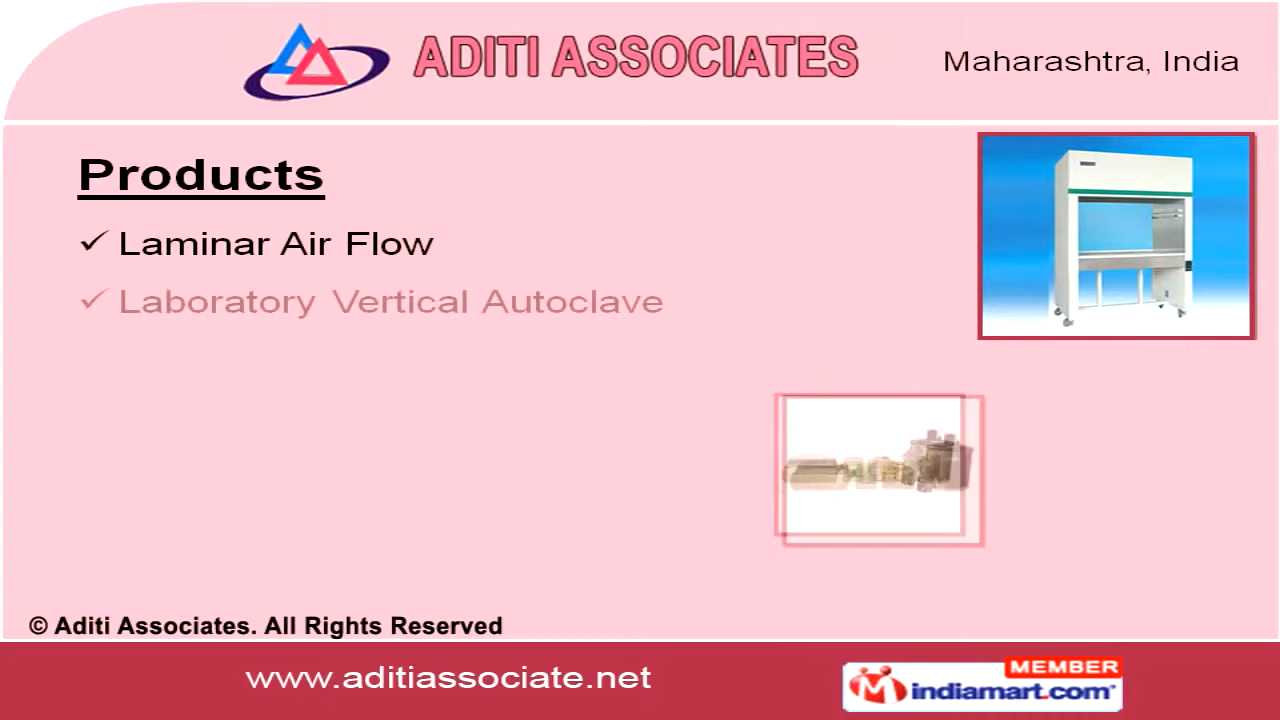 ADITI ASSOCIATES
Maharashtra, India
Products
✓ Laminar Air Flow
✓ Laboratory Vertical Autoclave
© Aditi Associates. All Rights Reserved
www.aditiassociate.net
MEMBER
indiamart.com